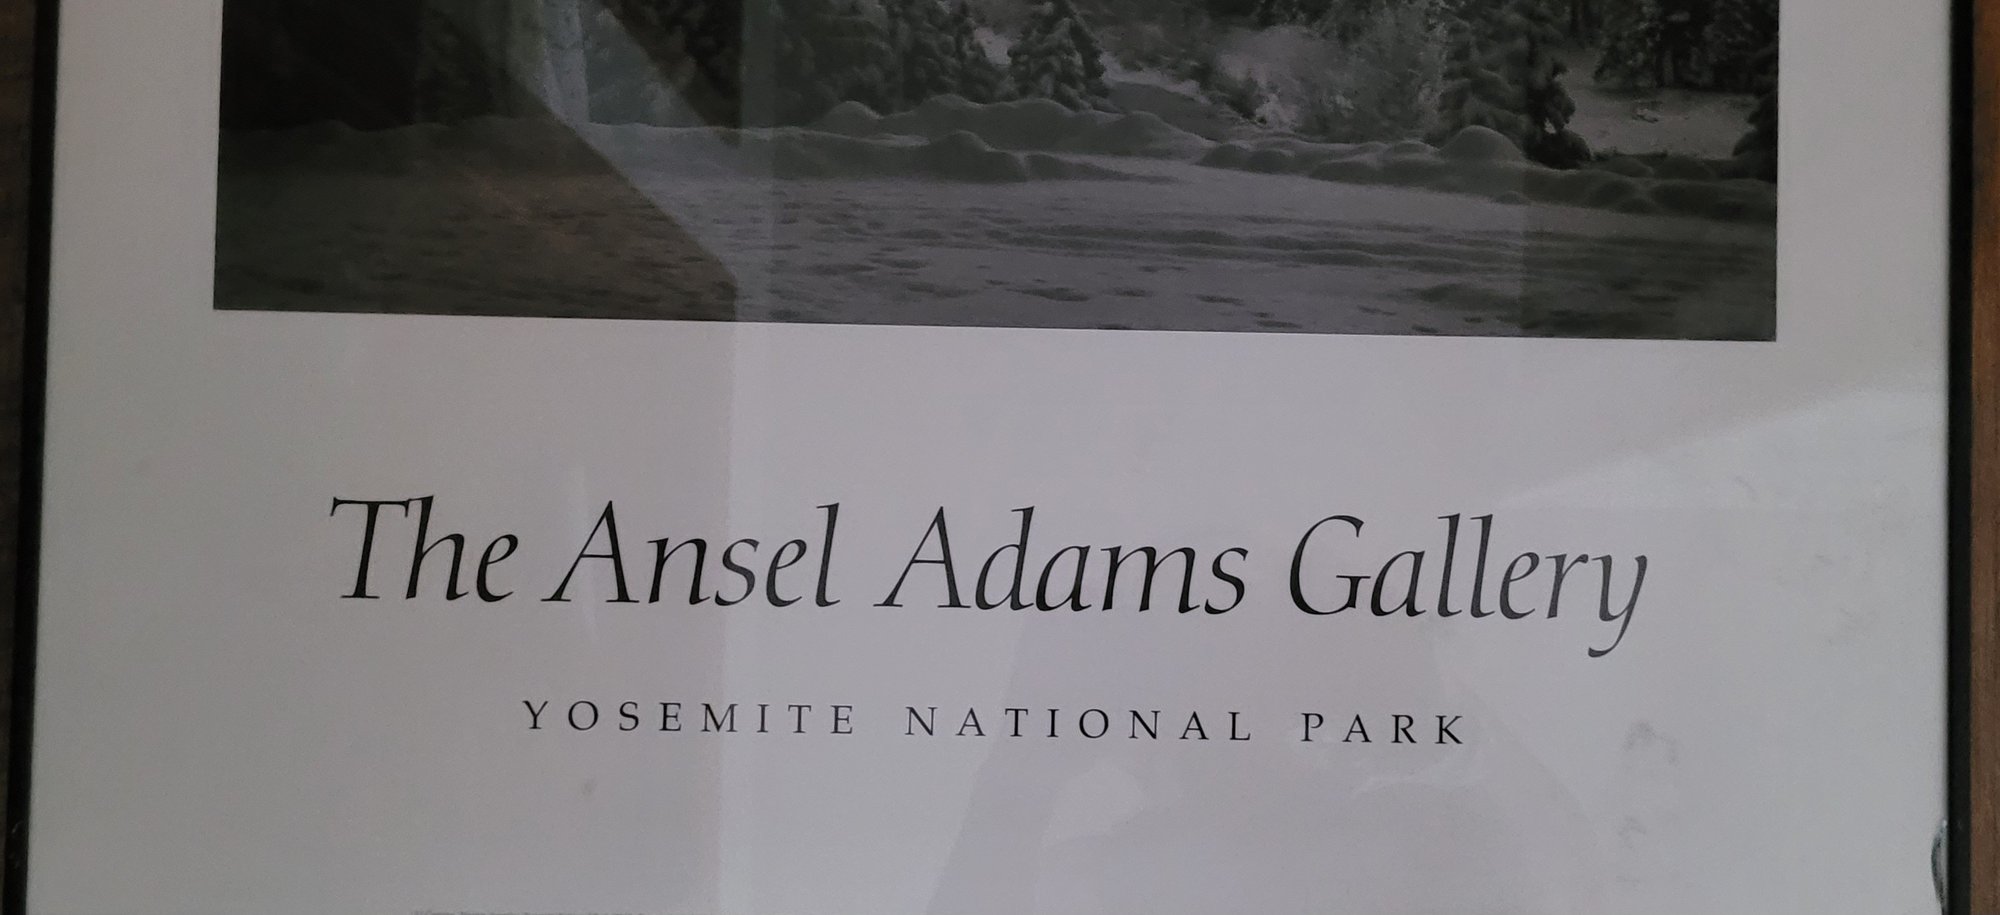 The Ansel Adams Gallery
YOSEMITE NATIONAL PARK